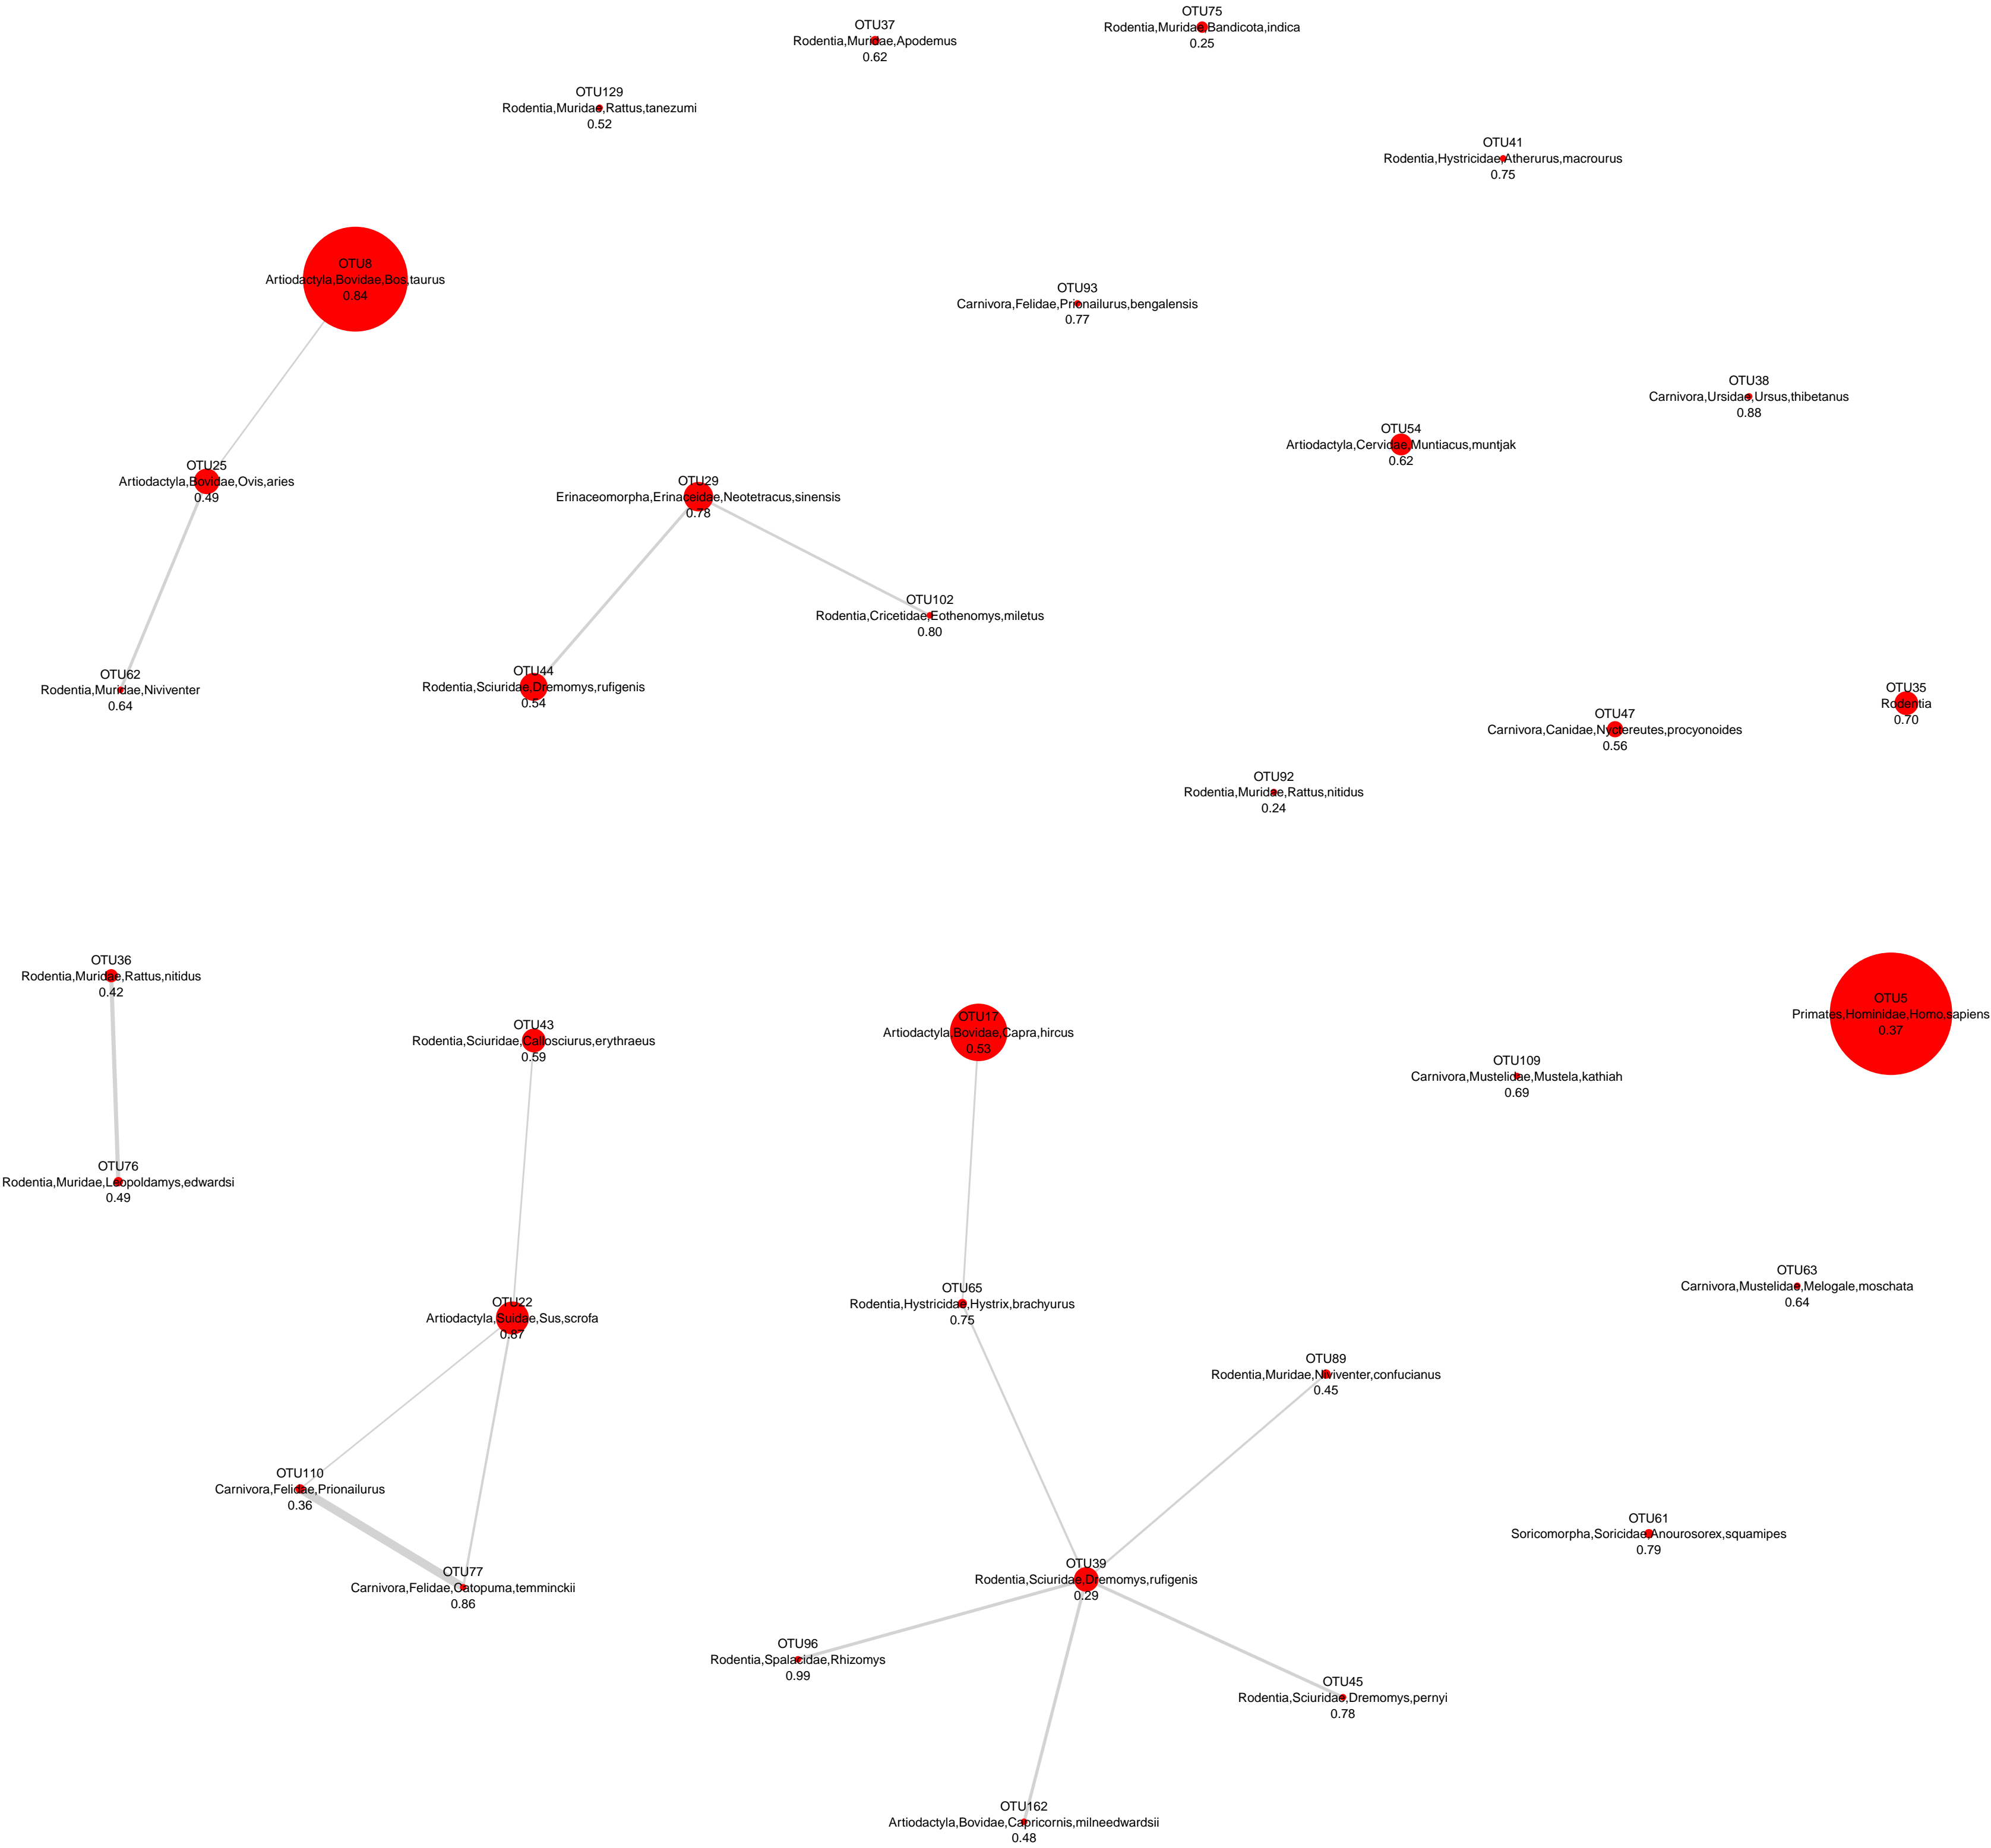 OTU75
Rodentia,Muridae,Bandicota,indica
0.25
OTU37
Rodentia,Muridae,Apodemus
0.62
OTU129
Rodentia,Muridae,Rattus,tanezumi
0.52
OTU41
Rodentia,Hystricidae,Atherurus,macrourus
0.75
OTU8
Artiodactyla,Bovidae,Bos,taurus
0.84
OTU93
Carnivora,Felidae,Prionailurus,bengalensis
0.77
OTU38
Carnivora,Ursidae,Ursus,thibetanus
0.88
OTU54
Artiodactyla,Cervidae,Muntiacus,muntjak
0.62
OTU25
Artiodactyla,Bovidae,Ovis,aries
0.49
OTU29
Erinaceomorpha,Erinaceidae,Neotetracus,sinensis
0.78
OTU102
Rodentia,Cricetidae,Eothenomys,miletus
0.80
OTU44
Rodentia,Sciuridae,Dremomys,rufigenis
0.54
OTU62
Rodentia,Muridae,Niviventer
0.64
OTU35
Rodentia
0.70
OTU47
Carnivora,Canidae,Nyctereutes,procyonoides
0.56
OTU92
Rodentia,Muridae,Rattus,nitidus
0.24
OTU36
Rodentia,Muridae,Rattus,nitidus
0.42
OTU5
Primates,Hominidae,Homo,sapiens
0.37
OTU17
Artiodactyla,Bovidae,Capra,hircus
0.53
OTU43
Rodentia,Sciuridae,Callosciurus,erythraeus
0.59
OTU109
Carnivora,Mustelidae,Mustela,kathiah
0.69
OTU76
Rodentia,Muridae,Leopoldamys,edwardsi
0.49
OTU63
Carnivora,Mustelidae,Melogale,moschata
0.64
OTU65
Rodentia,Hystricidae,Hystrix,brachyurus
0.75
OTU22
Artiodactyla,Suidae,Sus,scrofa
0.87
OTU89
Rodentia,Muridae,Niviventer,confucianus
0.45
OTU110
Carnivora,Felidae,Prionailurus
0.36
OTU61
Soricomorpha,Soricidae,Anourosorex,squamipes
0.79
OTU39
Rodentia,Sciuridae,Dremomys,rufigenis
0.29
OTU77
Carnivora,Felidae,Catopuma,temminckii
0.86
OTU96
Rodentia,Spalacidae,Rhizomys
0.99
OTU45
Rodentia,Sciuridae,Dremomys,pernyi
0.78
OTU162
Artiodactyla,Bovidae,Capricornis,milneedwardsii
0.48